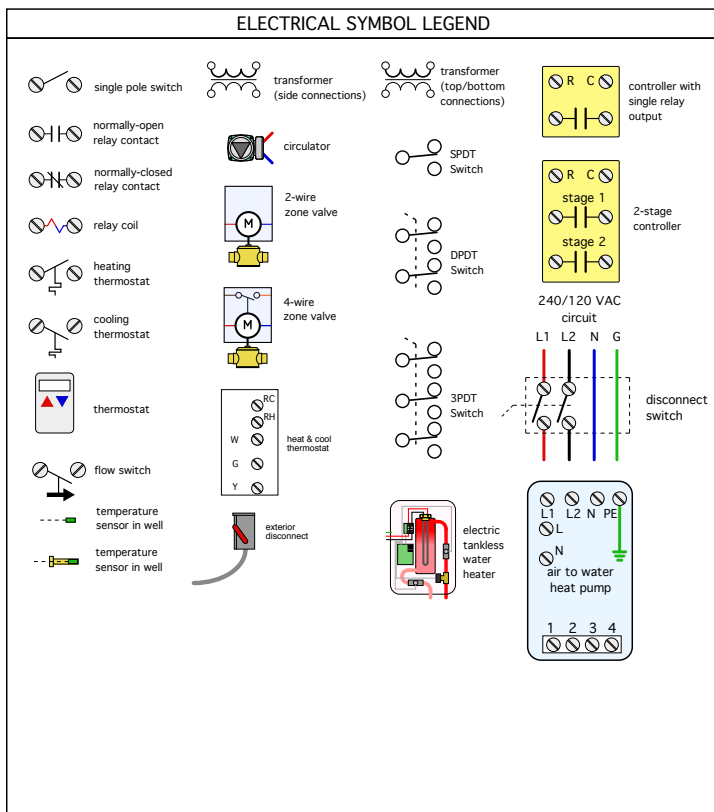 ELECTRICAL SYMBOL LEGEND
single pole switch
normally-open
relay contact
normally-closed
relay contact
relay coil
heating
thermostat
cooling
thermostat
thermostat
flow switch
temperature
sensor in well
temperature
sensor in well
transformer
(side connections)
circulator
2-wire
zone valve
M
4-wire
zone valve
M
RC
RH
W
G
Y
heat & cool
thermostat
exterior
disconnect
transformer
(top/bottom
connections)
SPDT
Switch
DPDT
Switch
3PDT
Switch
electric
tankless
water
heater
R C
controller with
single relay
output
R C
stage 1
stage 2
2-stage
controller
240/120 VAC
circuit
L1 L2 N G
disconnect
switch
L1 L2 N PE
L
N
air to water
heat pump
1 2 3 4